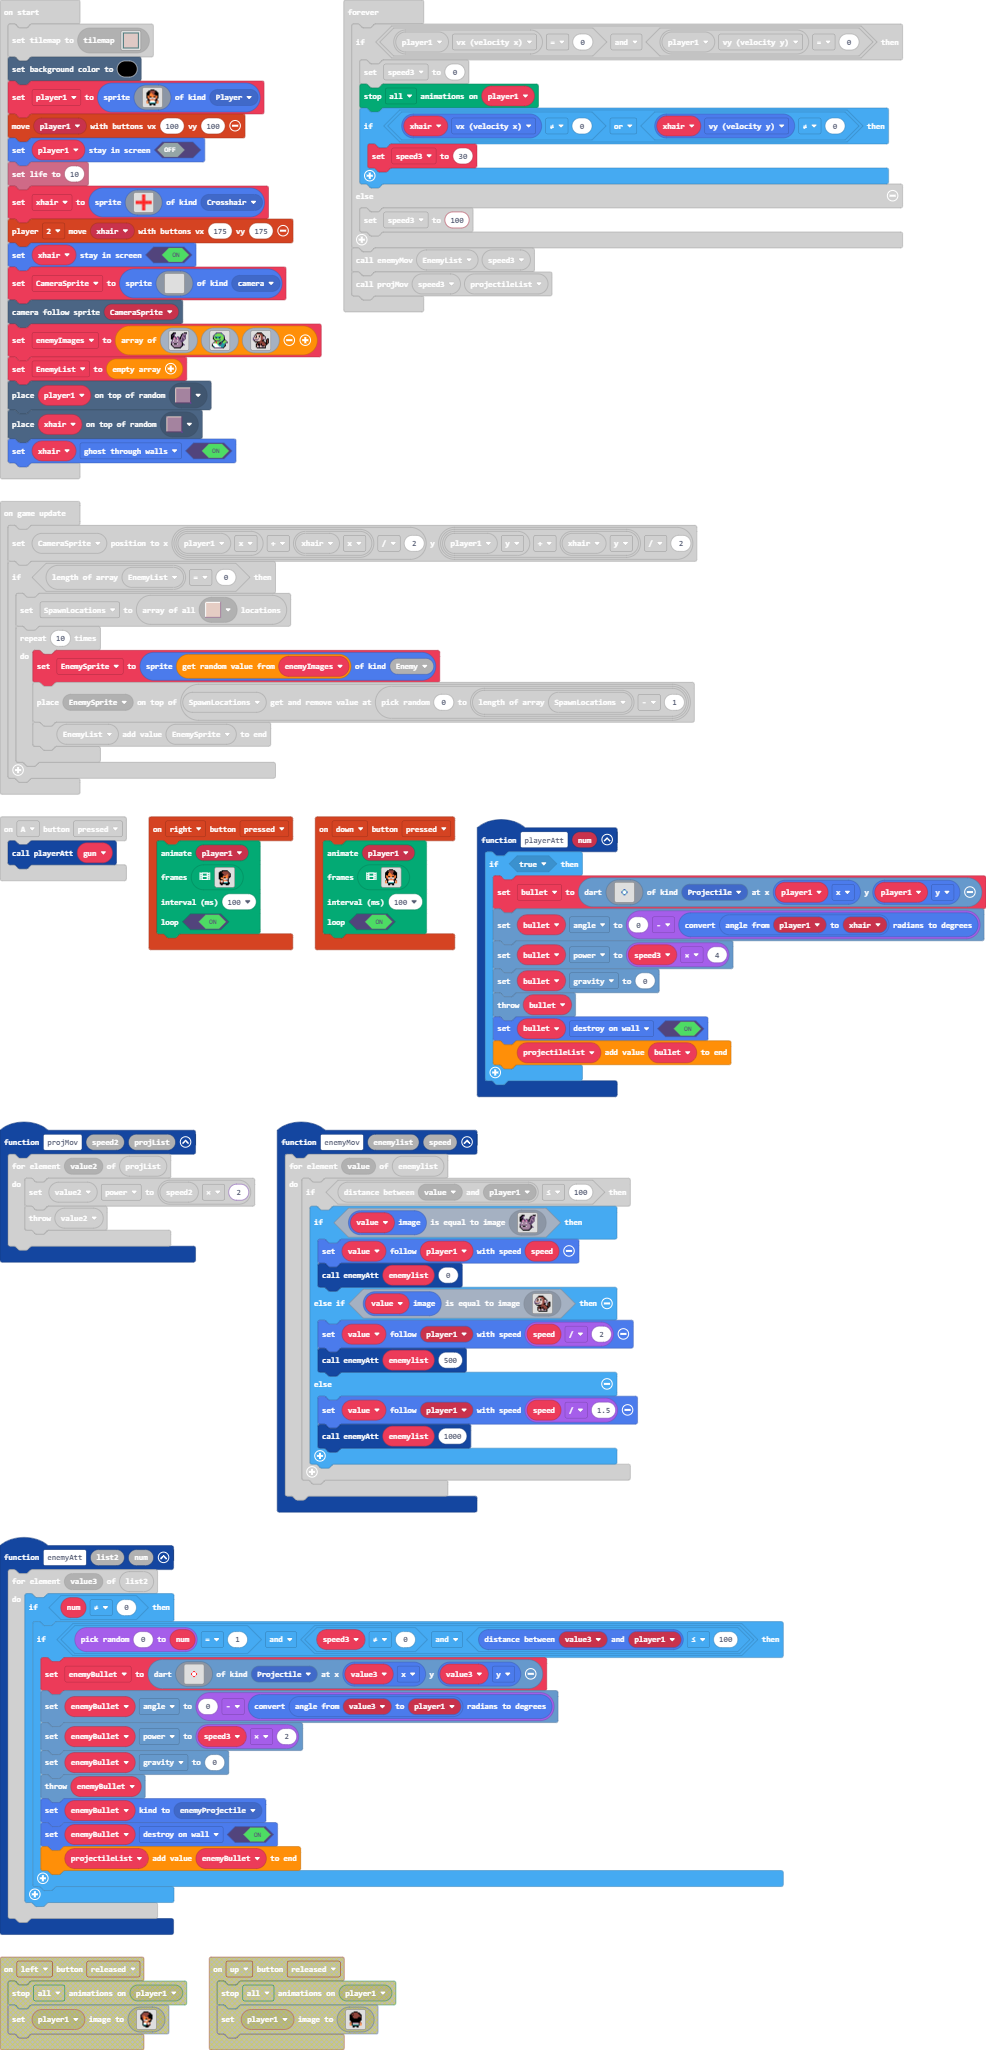 on start
set tilemap to tilemap
set background color to
set player1 to sprite of kind Player
move player1 with buttons vx 100 vy 100
set player1 stay in screen OFF
set life to 10
set xhair to sprite of kind Crosshair
player 2 move xhair with buttons vx 175 vy 175
set xhair stay in screen ON
set CameraSprite to sprite of kind camera
camera follow sprite CameraSprite
set enemyImages to array of
set EnemyList to empty array
place player1 on top of random
place xhair on top of random
set xhair ghost through walls ON
forever
if player1 vx (velocity x) = 0 and player1 vy (velocity y) = 0 then
set speed3 to 0
stop all animations on player1
if xhair vx (velocity x) ≠ 0 or xhair vy (velocity y) ≠ 0 then
set speed3 to 30
else
set speed3 to 100
call enemyMov EnemyList speed3
call projMov speed3 projectileList
on game update
set CameraSprite position to x player1 x + xhair x / 2 y player1 y + xhair y / 2
if length of array EnemyList = 0 then
set SpawnLocations to array of all locations
repeat 10 times
do
set EnemySprite to sprite get random value from enemyImages of kind Enemy
place EnemySprite on top of SpawnLocations get and remove value at pick random 0 to length of array SpawnLocations - 1
EnemyList add value EnemySprite to end
on A button pressed
call playerAtt gun
on right button pressed
animate player1
frames
interval (ms) 100
loop ON
on down button pressed
animate player1
frames
interval (ms) 100
loop ON
function playerAtt num
if true then
set bullet to dart of kind Projectile at x player1 x y player1 y
set bullet angle to 0 - convert angle from player1 to xhair radians to degrees
set bullet power to speed3 × 4
set bullet gravity to 0
throw bullet
set bullet destroy on wall ON
projectileList add value bullet to end
function projMov speed2 projList
for element value2 of projList
do
set value2 power to speed2 × 2
throw value2
function enemyMov enemylist speed
for element value of enemylist
do
if distance between value and player1 ≤ 100 then
if value image is equal to image then
set value follow player1 with speed speed
call enemyAtt enemylist 0
else if value image is equal to image then
set value follow player1 with speed speed / 2
call enemyAtt enemylist 500
else
set value follow player1 with speed speed / 1.5
call enemyAtt enemylist 1000
function enemyAtt list2 num
for element value3 of list2
do
if num ≠ 0 then
if pick random 0 to num = 1 and speed3 ≠ 0 and distance between value3 and player1 ≤ 100 then
set enemyBullet to dart of kind Projectile at x value3 x y value3 y
set enemyBullet angle to 0 - convert angle from value3 to player1 radians to degrees
set enemyBullet power to speed3 × 2
set enemyBullet gravity to 0
throw enemyBullet
set enemyBullet kind to enemyProjectile
set enemyBullet destroy on wall ON
projectileList add value enemyBullet to end
on left button released
stop all animations on player1
set player1 image to
on up button released
stop all animations on player1
set player1 image to